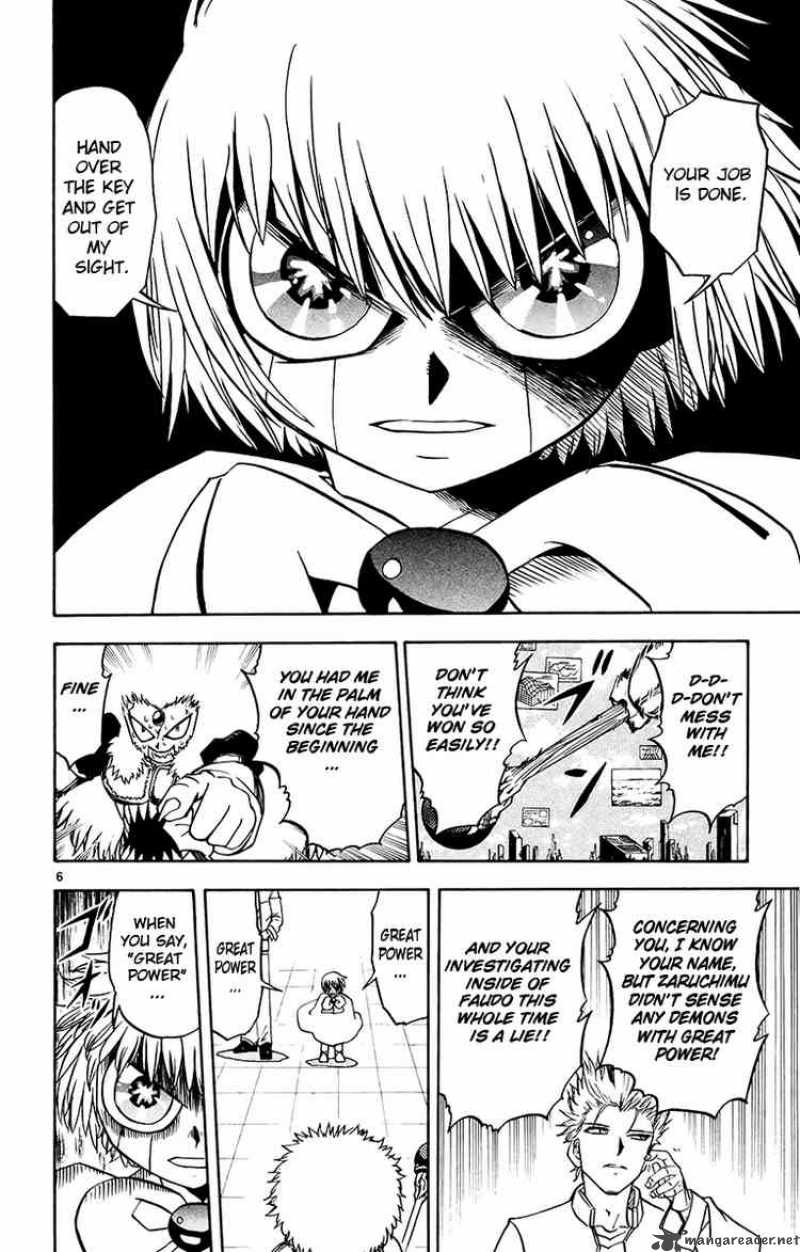 YOUR JOB
IS DONE.
HAND
OVER
THE KEY
AND GET
OUT OF
MY
SIGHT.
D-D-
D-DON'T
MESS
WITH
ME!!
DON'T
THINK
YOU'VE
WON SO
EASILY!!
YOU HAD ME
IN THE PALM
OF YOUR HAND
SINCE THE
BEGINNING
...
FINE
...
6
CONCERNING
YOU, I KNOW
YOUR NAME,
BUT ZARUCHIMU
DIDN'T SENSE
ANY DEMONS
WITH GREAT
POWER!
AND YOUR
INVESTIGATING
INSIDE OF
FAUDO THIS
WHOLE TIME
IS A LIE!!
GREAT
POWER
...
GREAT
POWER
...
WHEN
YOU SAY,
"GREAT
POWER"
...
mangareader.net